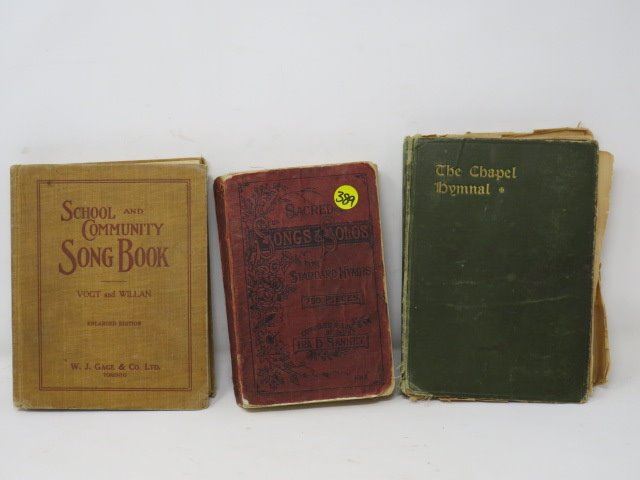 SCHOOL AND
COMMUNITY
SONG BOOK
VOGT and WILLAN
ENLARGED EDITION
W. J. GAGE & CO. LTD.
TORONTO
389
SACRED
SONGS & SOLOS
STANDARD HYMNS
750 PIECES
IRA D. SANKEY
The Chapel
Hymnal